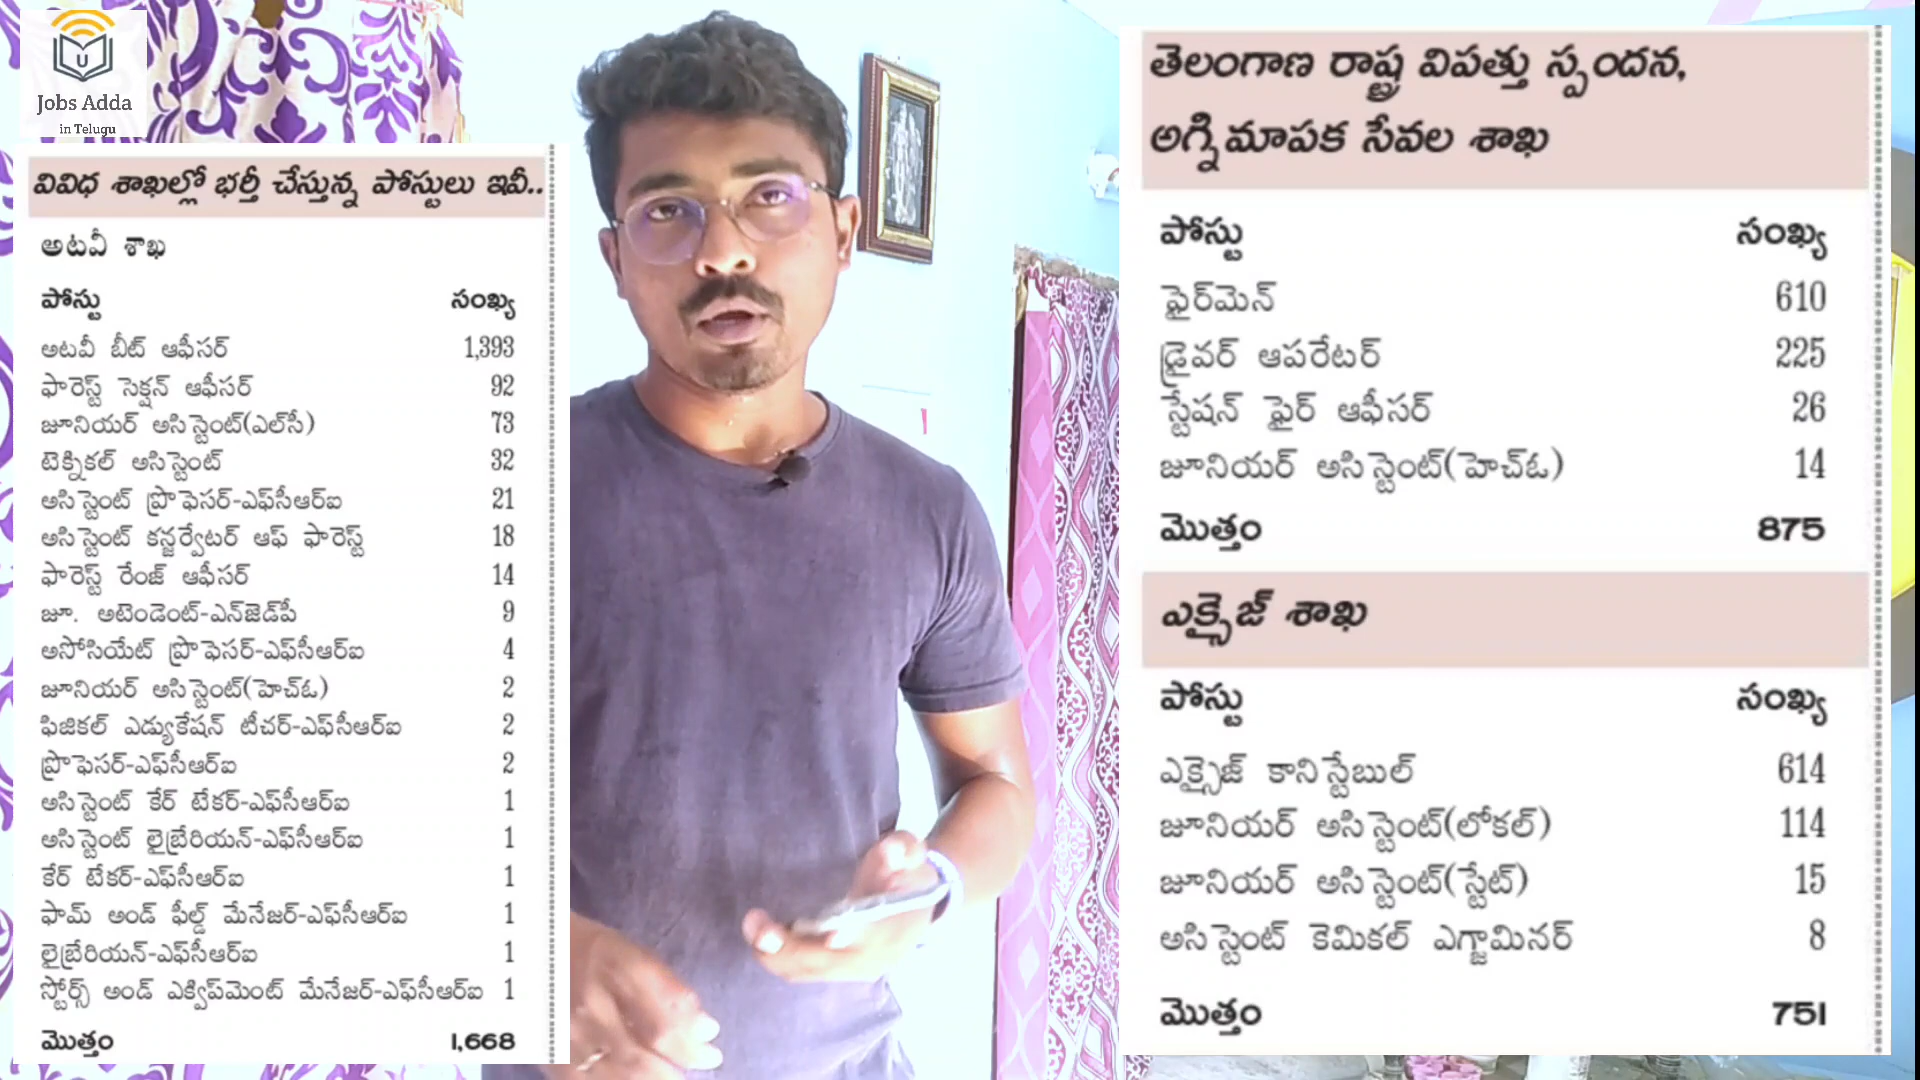 U
Jobs Adda
in Telugu
వివిధ శాఖల్లో భర్తీ చేస్తున్న పోస్టులు ఇవీ..
అటవీ శాఖ
పోస్టు సంఖ్య
అటవీ బీట్ ఆఫీసర్ 1,393
ఫారెస్ట్ సెక్షన్ ఆఫీసర్ 92
జూనియర్ అసిస్టెంట్(ఎల్‌సీ) 73
టెక్నికల్ అసిస్టెంట్ 32
అసిస్టెంట్ ప్రొఫెసర్-ఎఫ్‌సీఆర్ఐ 21
అసిస్టెంట్ కన్జర్వేటర్ ఆఫ్ ఫారెస్ట్ 18
ఫారెస్ట్ రేంజ్ ఆఫీసర్ 14
జూ. అటెండెంట్-ఎన్‌జెడ్‌పీ 9
అసోసియేట్ ప్రొఫెసర్-ఎఫ్‌సీఆర్ఐ 4
జూనియర్ అసిస్టెంట్(హెచ్ఓ) 2
ఫిజికల్ ఎడ్యుకేషన్ టీచర్-ఎఫ్‌సీఆర్ఐ 2
ప్రొఫెసర్-ఎఫ్‌సీఆర్ఐ 2
అసిస్టెంట్ కేర్ టేకర్-ఎఫ్‌సీఆర్ఐ 1
అసిస్టెంట్ లైబ్రేరియన్-ఎఫ్‌సీఆర్ఐ 1
కేర్ టేకర్-ఎఫ్‌సీఆర్ఐ 1
ఫామ్ అండ్ ఫీల్డ్ మేనేజర్-ఎఫ్‌సీఆర్ఐ 1
లైబ్రేరియన్-ఎఫ్‌సీఆర్ఐ 1
స్టోర్స్ అండ్ ఎక్విప్‌మెంట్ మేనేజర్-ఎఫ్‌సీఆర్ఐ 1
మొత్తం 1,668
తెలంగాణ రాష్ట్ర విపత్తు స్పందన,
అగ్నిమాపక సేవల శాఖ
పోస్టు సంఖ్య
ఫైర్‌మెన్ 610
డ్రైవర్ ఆపరేటర్ 225
స్టేషన్ ఫైర్ ఆఫీసర్ 26
జూనియర్ అసిస్టెంట్(హెచ్ఓ) 14
మొత్తం 875
ఎక్సైజ్ శాఖ
పోస్టు సంఖ్య
ఎక్సైజ్ కానిస్టేబుల్ 614
జూనియర్ అసిస్టెంట్(లోకల్) 114
జూనియర్ అసిస్టెంట్(స్టేట్) 15
అసిస్టెంట్ కెమికల్ ఎగ్జామినర్ 8
మొత్తం 751